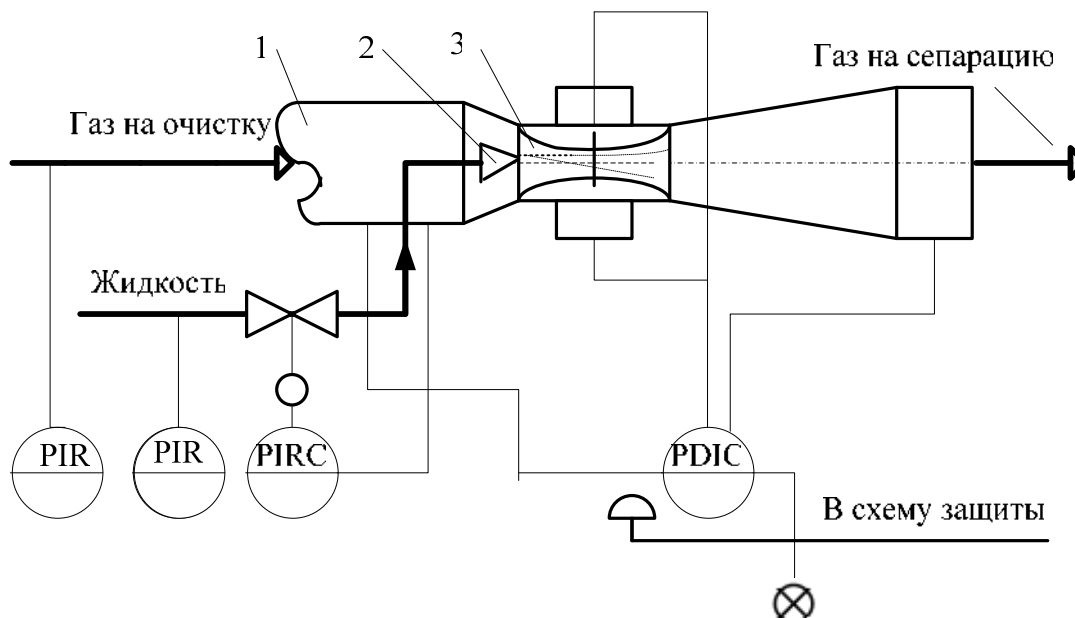 1
2
3
Газ на сепарацию
Газ на очистку
Жидкость
PIR
PIR
PIRC
PDIC
В схему защиты